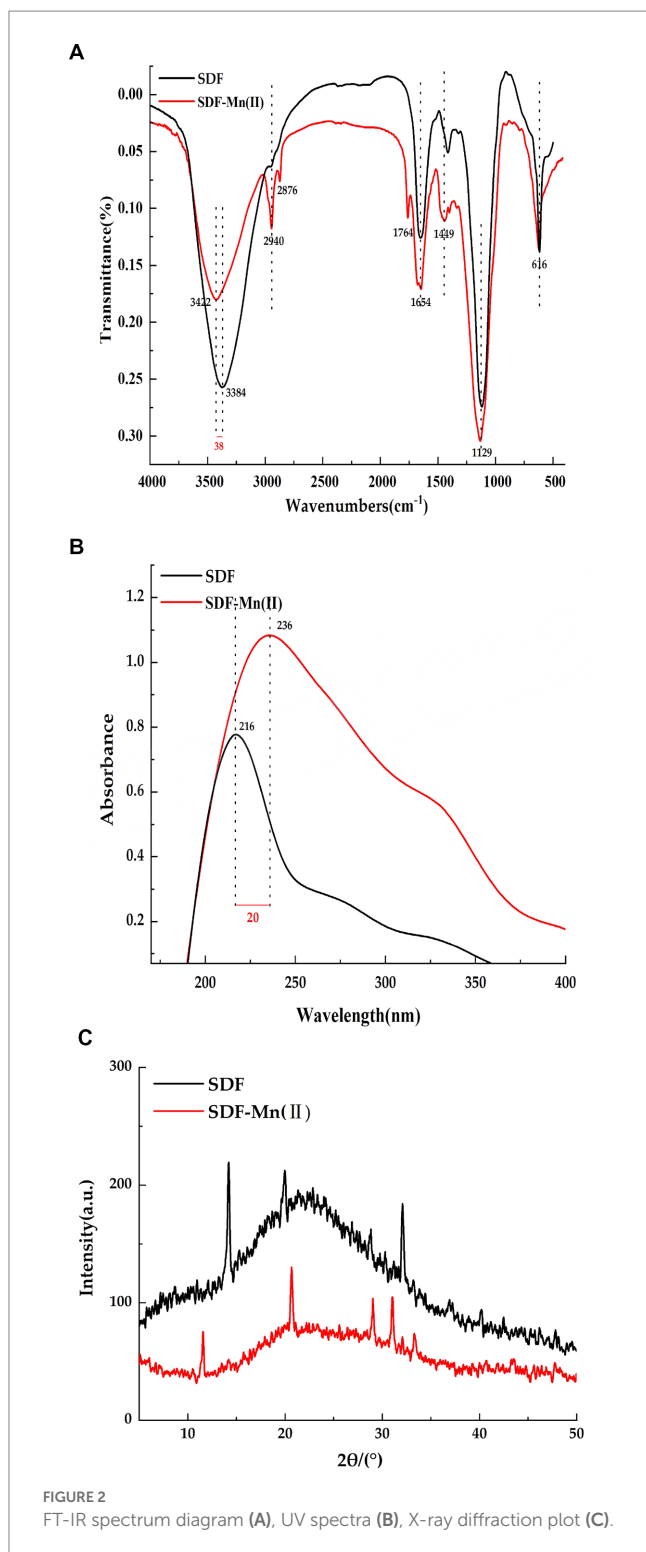 A
SDF
SDF-Mn(II)
0.00
0.05
0.10
0.15
0.20
0.25
0.30
Transmittance(%)
2876
2940
1764
1654
1449
616
3422
3384
38
1129
4000 3500 3000 2500 2000 1500 1000 500
Wavenumbers(cm-1)
B
SDF
SDF-Mn(II)
1.2
1.0
0.8
0.6
0.4
0.2
Absorbance
236
216
20
200 250 300 350 400
Wavelength(nm)
C
SDF
SDF-Mn(Ⅱ)
300
200
100
0
Intensity(a.u.)
10 20 30 40 50
2θ/(°)
FIGURE 2
FT-IR spectrum diagram (A), UV spectra (B), X-ray diffraction plot (C).